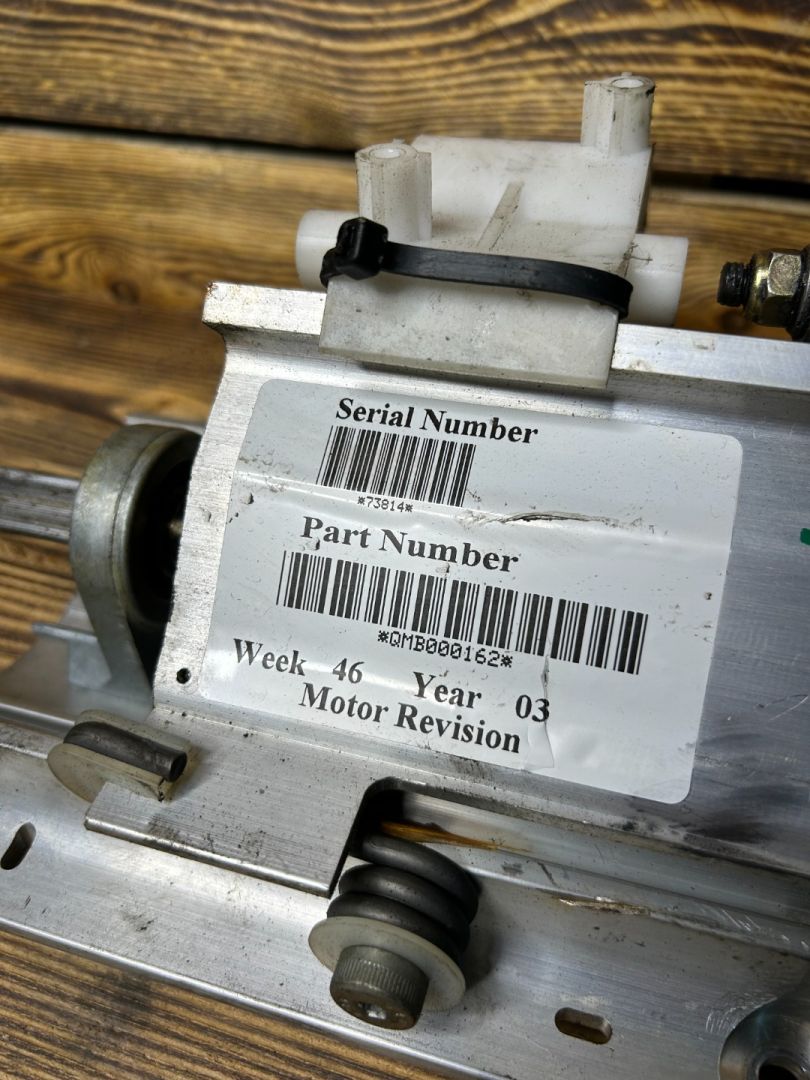 Serial Number
*73814*
Part Number
*QMB000162*
Week 46 Year 03
Motor Revision